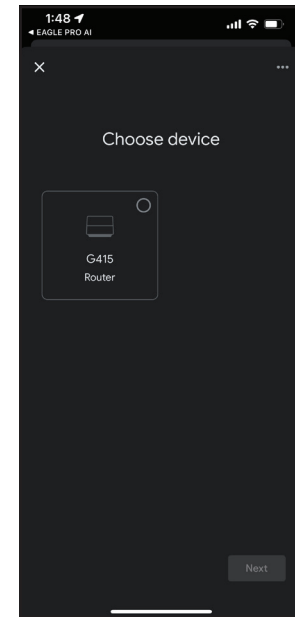 1:48
◀ EAGLE PRO AI
Choose device
G415
Router
Next